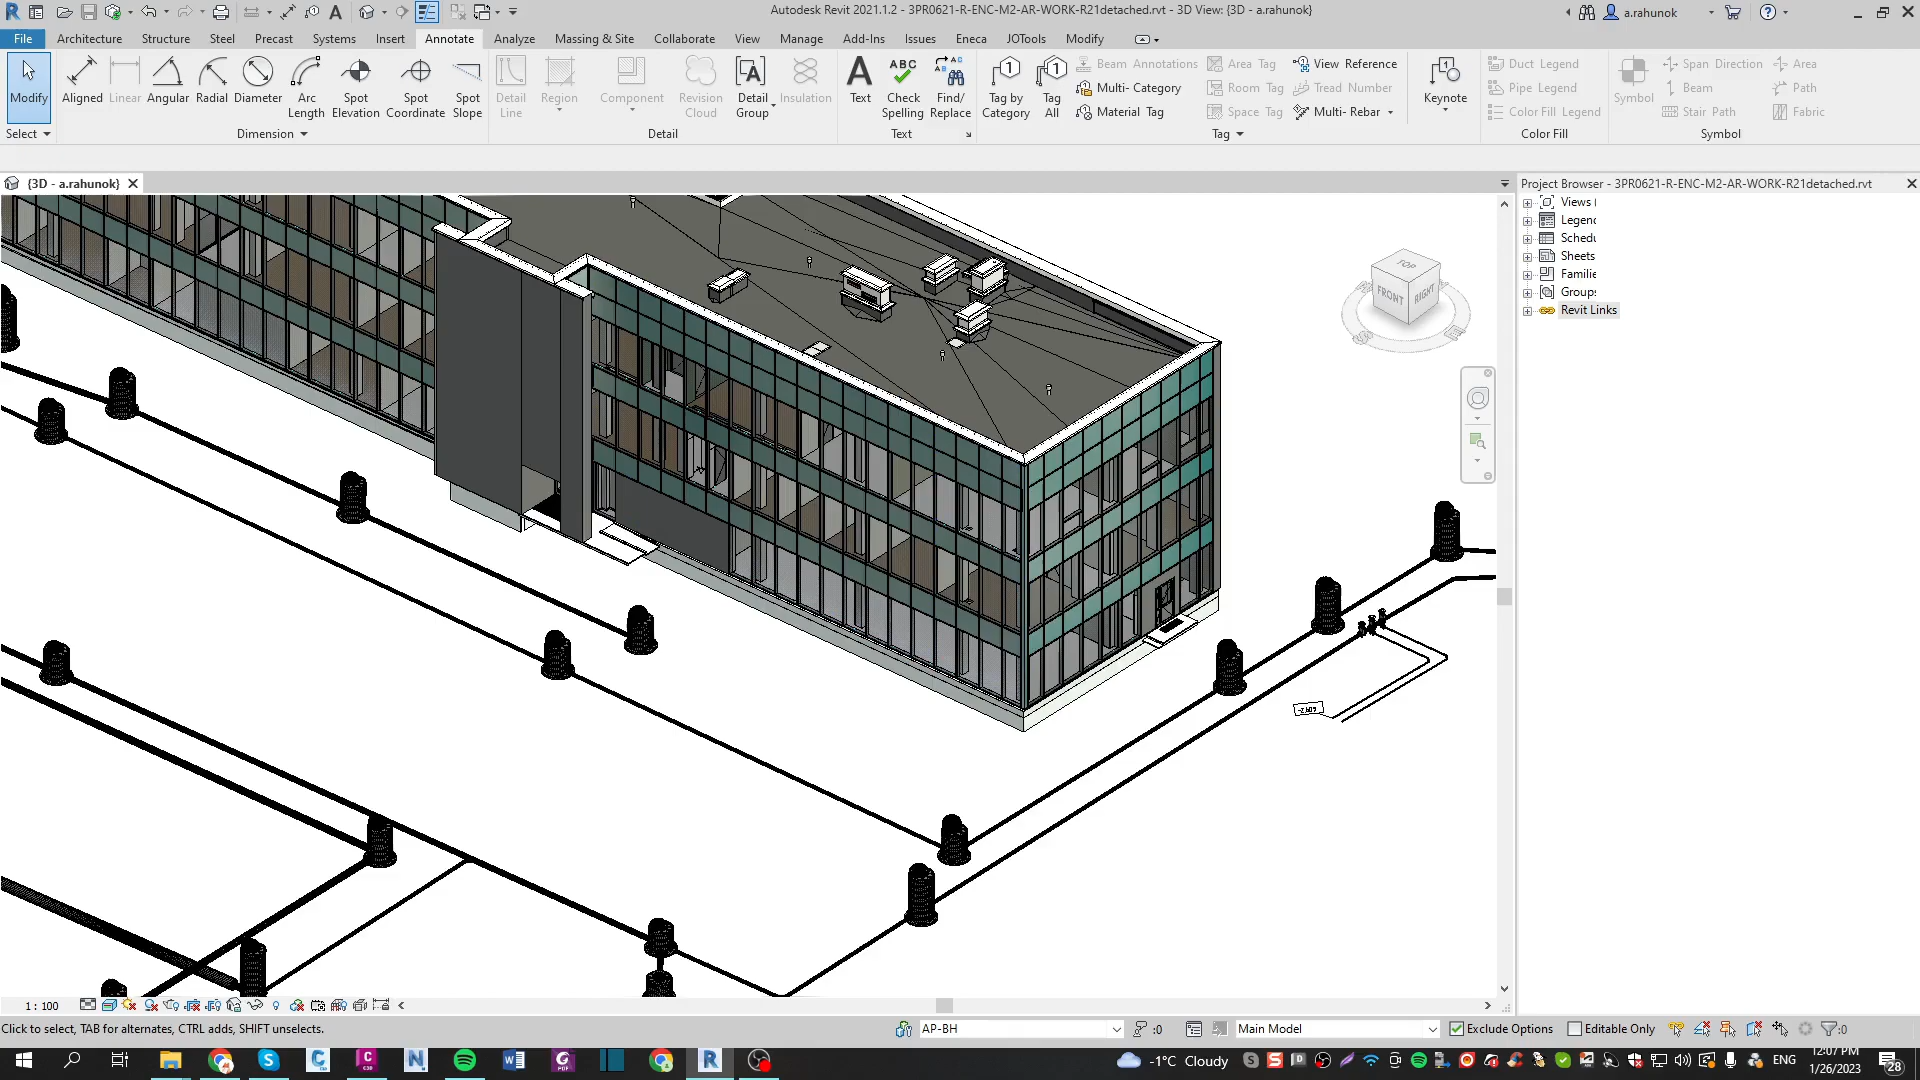 Autodesk Revit 2021.1.2 - 3PR0621-R-ENC-M2-AR-WORK-R21detached.rvt - 3D View: {3D - a.rahunok}
a.rahunok
File Architecture Structure Steel Precast Systems Insert Annotate Analyze Massing & Site Collaborate View Manage Add-Ins Issues Eneca JOTools Modify
Modify Aligned Linear Angular Radial Diameter Arc Length Spot Elevation Spot Coordinate Spot Slope
Detail Line Region Component Revision Cloud Detail Group Insulation
Text Check Spelling Find/ Replace
Tag by Category Tag All Beam Annotations Area Tag View Reference
Multi- Category Room Tag Tread Number
Material Tag Space Tag Multi- Rebar
Keynote
Duct Legend Pipe Legend Color Fill Legend
Symbol Span Direction Area
Beam Path
Stair Path Fabric
Select Dimension Detail Text Tag Color Fill Symbol
{3D - a.rahunok}
Project Browser - 3PR0621-R-ENC-M2-AR-WORK-R21detached.rvt
Views (
Legenc
Schedu
Sheets
Familie
Groups
Revit Links
TOP
FRONT
RIGHT
1 : 100
Click to select, TAB for alternates, CTRL adds, SHIFT unselects.
AP-BH
:0
Main Model
Exclude Options
Editable Only
:0
-1°C Cloudy
ENG
12:07 PM
1/26/2023
28